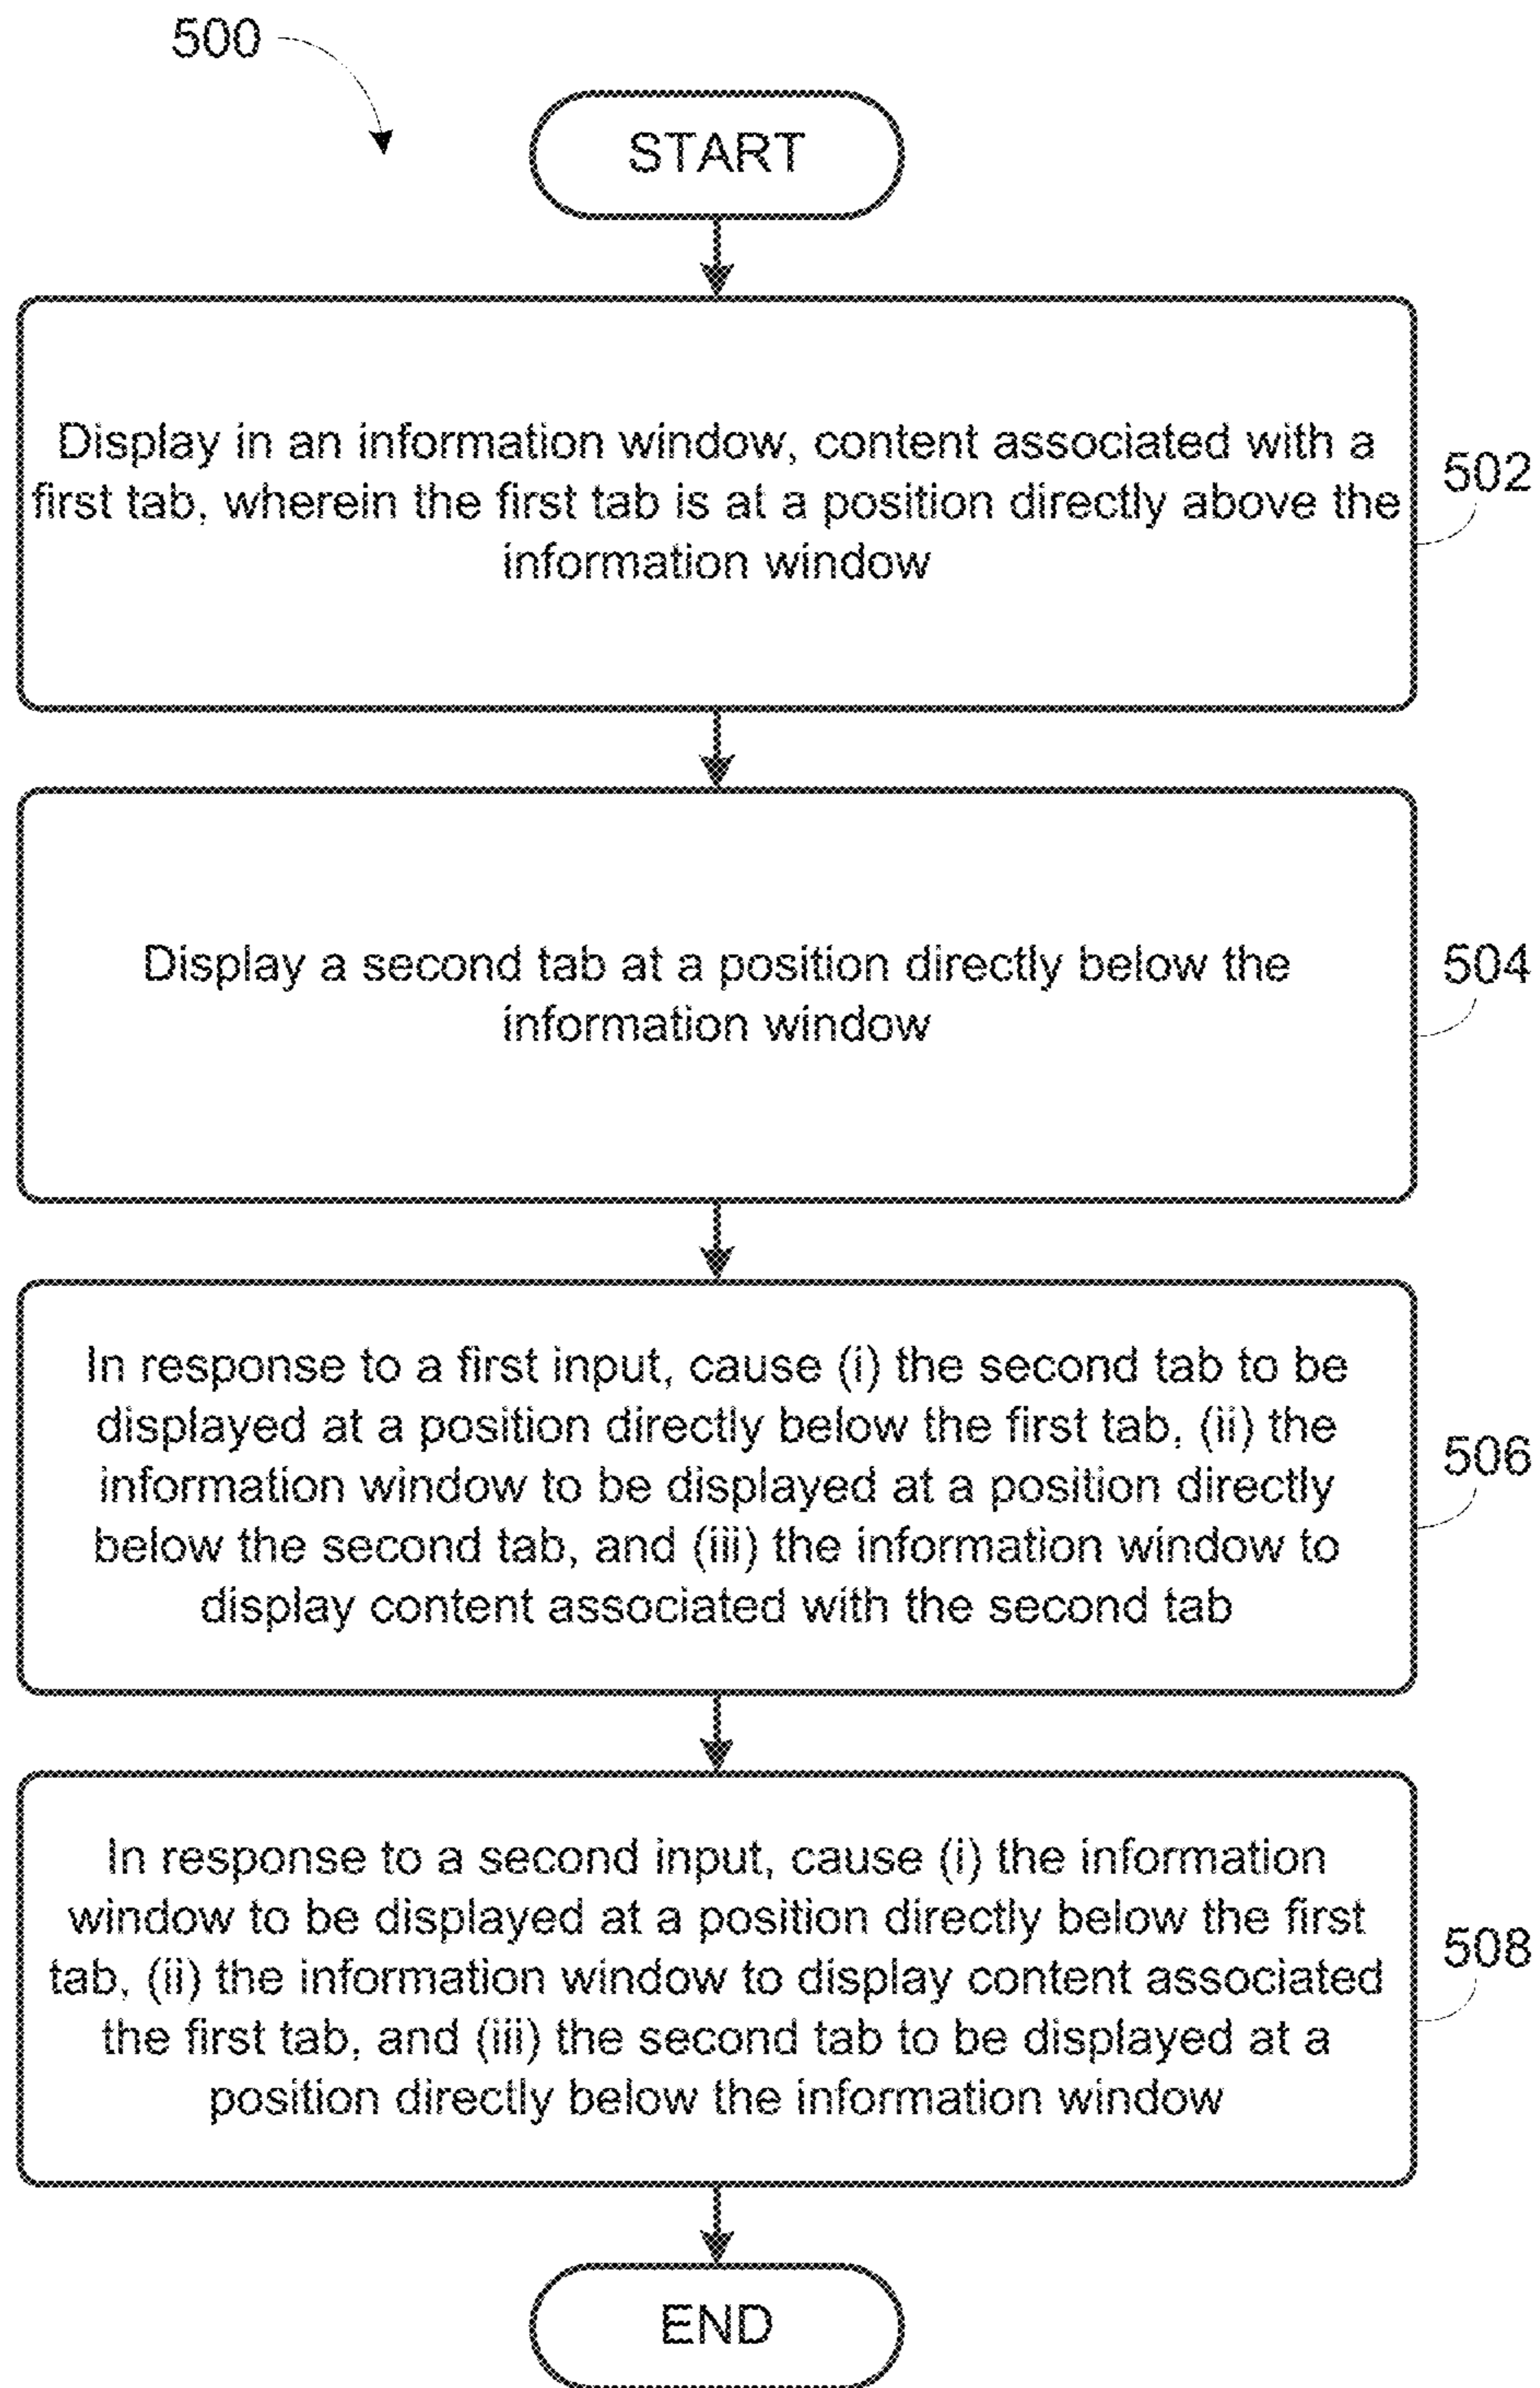 500
START
Display in an information window, content associated with a
first tab, wherein the first tab is at a position directly above the
information window
502
Display a second tab at a position directly below the
information window
504
In response to a first input, cause (i) the second tab to be
displayed at a position directly below the first tab, (ii) the
information window to be displayed at a position directly
below the second tab, and (iii) the information window to
display content associated with the second tab
506
In response to a second input, cause (i) the information
window to be displayed at a position directly below the first
tab, (ii) the information window to display content associated
the first tab, and (iii) the second tab to be displayed at a
position directly below the information window
508
END